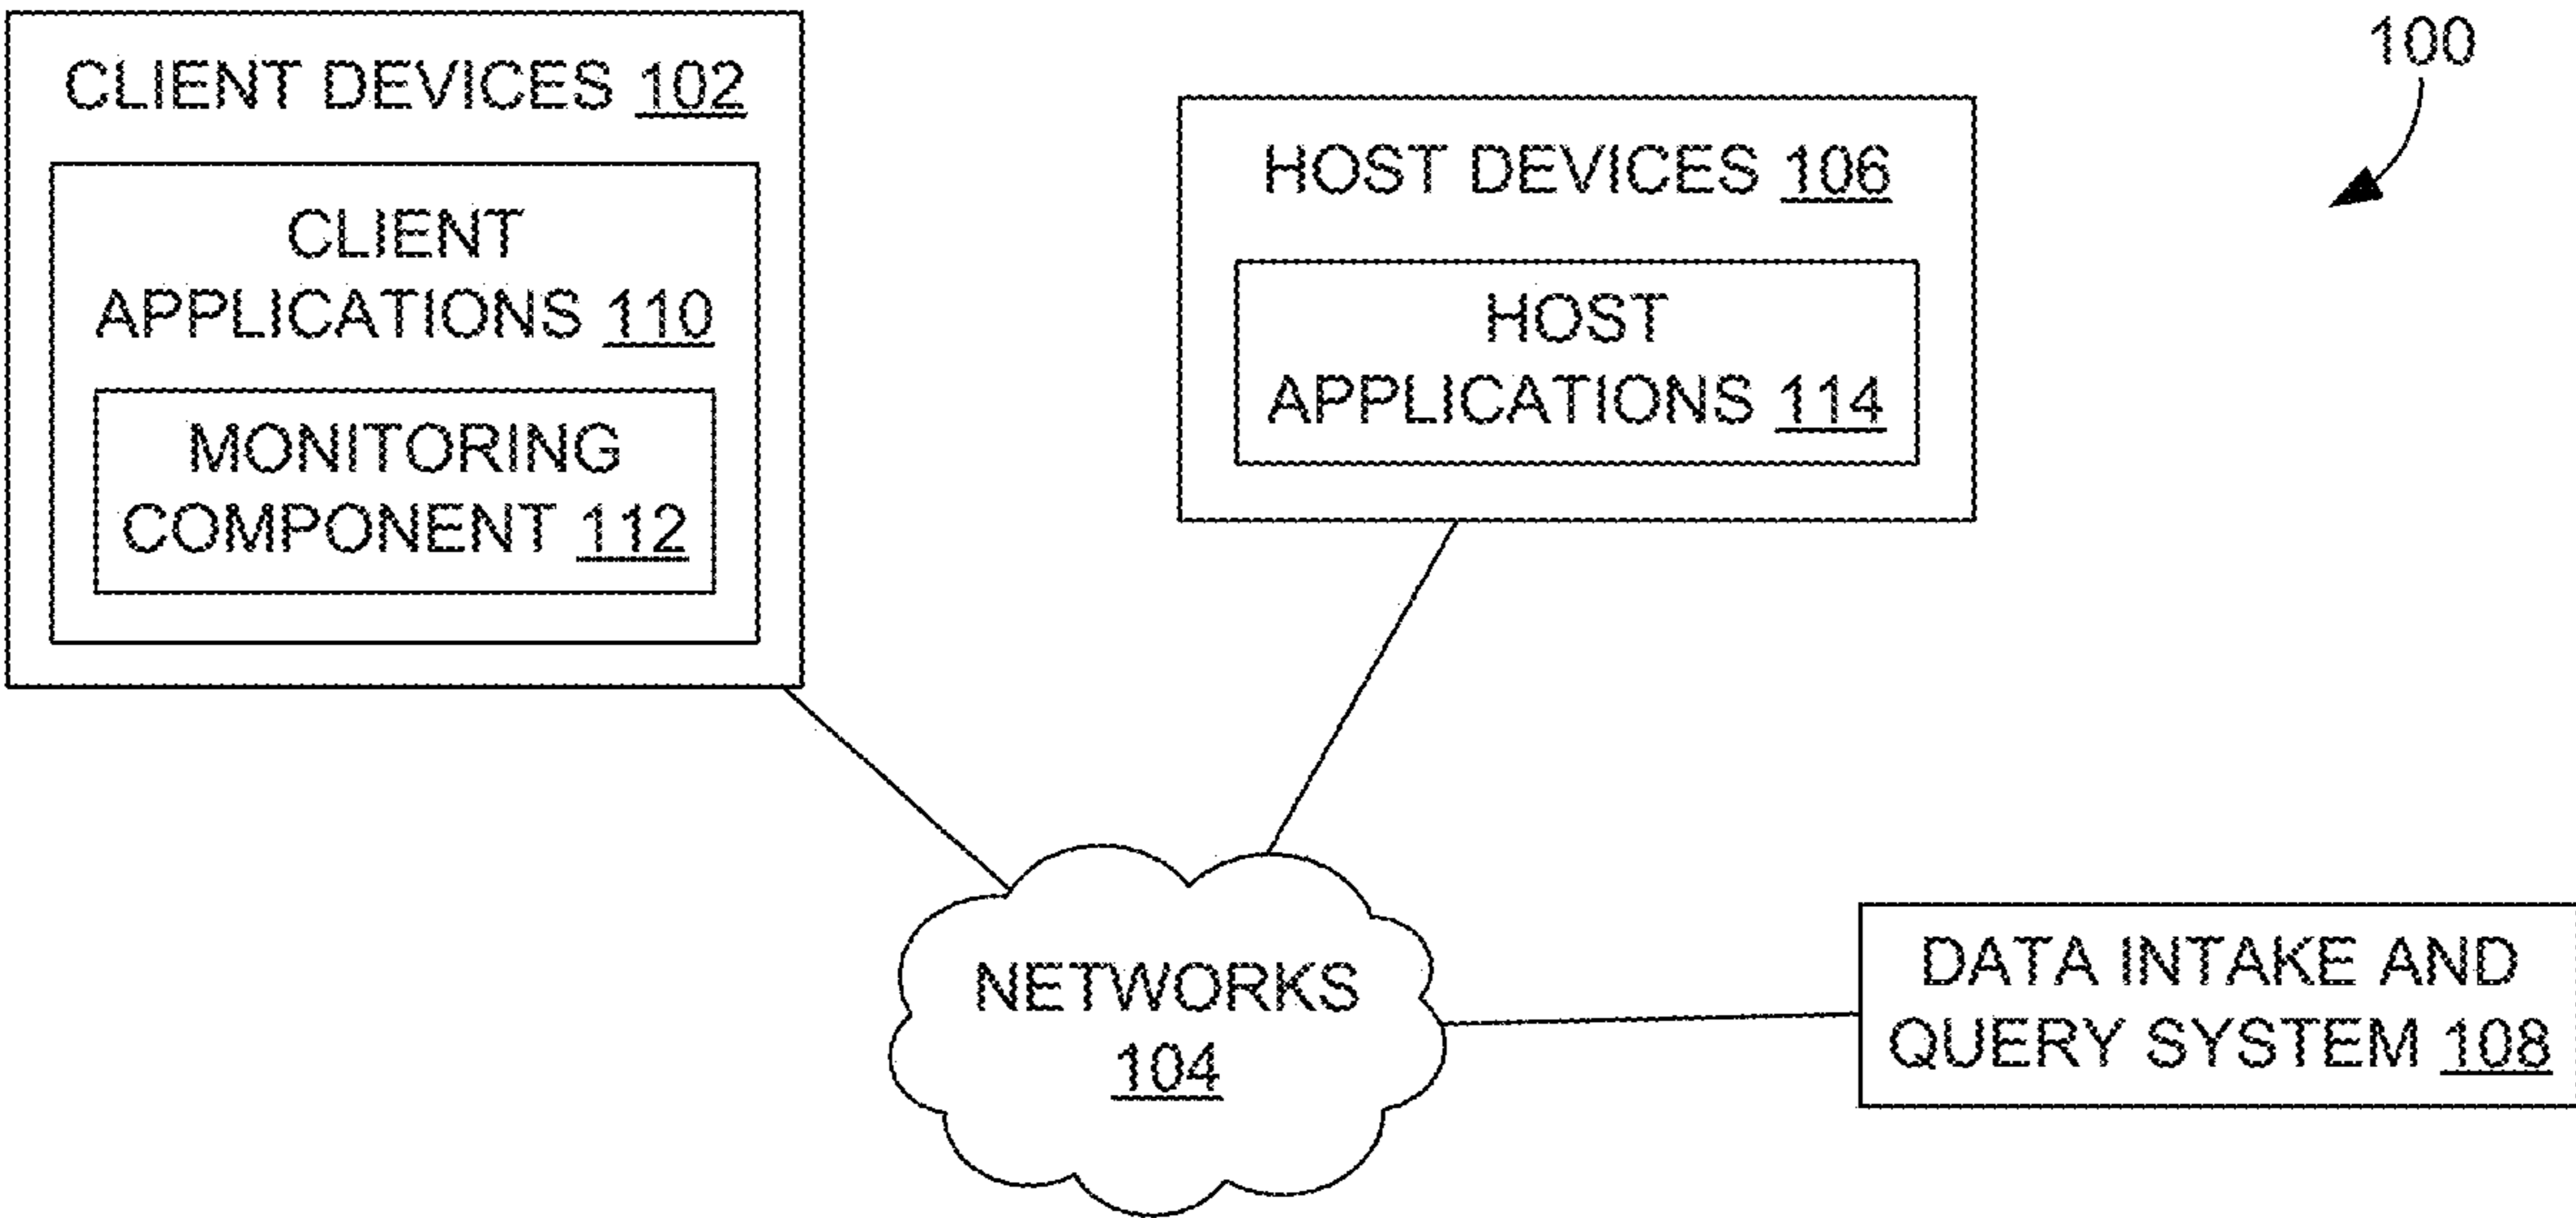 100
CLIENT DEVICES 102
CLIENT
APPLICATIONS 110
MONITORING
COMPONENT 112
HOST DEVICES 106
HOST
APPLICATIONS 114
NETWORKS
104
DATA INTAKE AND
QUERY SYSTEM 108